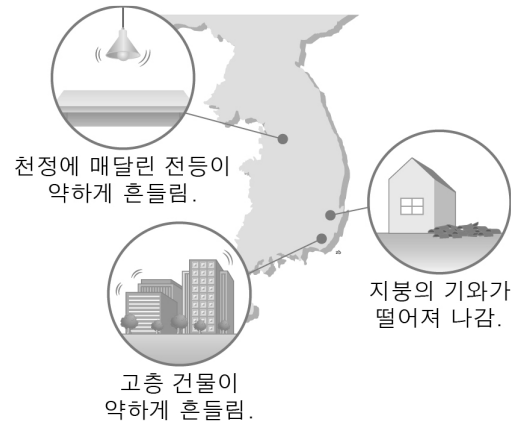 천정에 매달린 전등이
약하게 흔들림.
지붕의 기와가
떨어져 나감.
고층 건물이
약하게 흔들림.